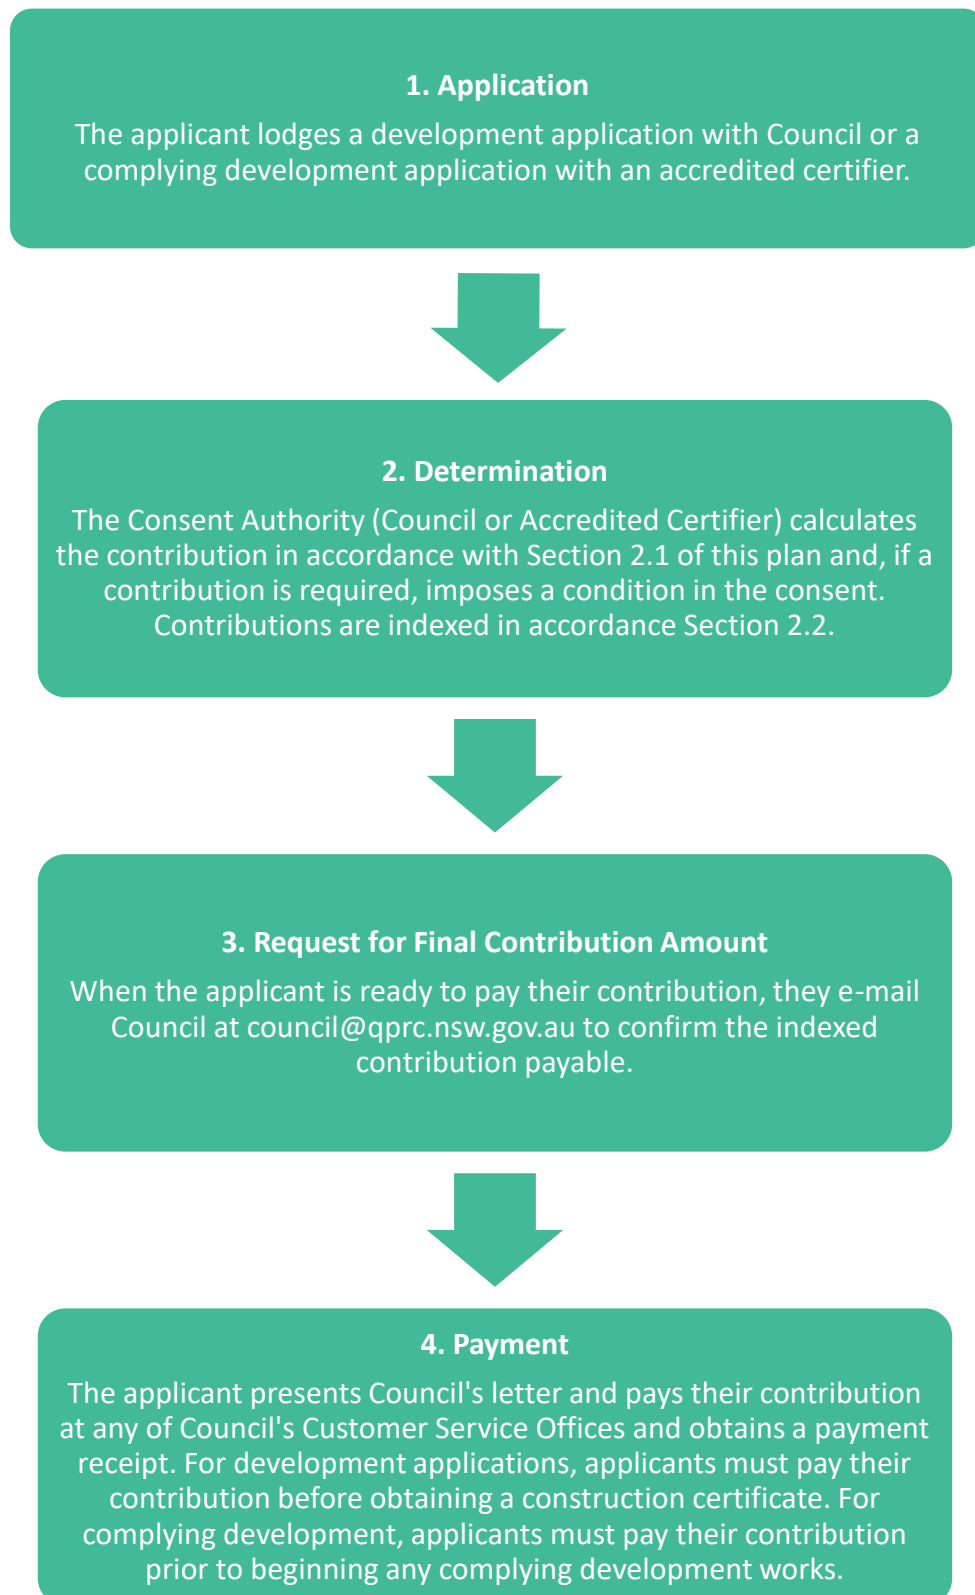 1. Application
The applicant lodges a development application with Council or a
complying development application with an accredited certifier.
2. Determination
The Consent Authority (Council or Accredited Certifier) calculates
the contribution in accordance with Section 2.1 of this plan and, if a
contribution is required, imposes a condition in the consent.
Contributions are indexed in accordance Section 2.2.
3. Request for Final Contribution Amount
When the applicant is ready to pay their contribution, they e-mail
Council at council@qprc.nsw.gov.au to confirm the indexed
contribution payable.
4. Payment
The applicant presents Council's letter and pays their contribution
at any of Council's Customer Service Offices and obtains a payment
receipt. For development applications, applicants must pay their
contribution before obtaining a construction certificate. For
complying development, applicants must pay their contribution
prior to beginning any complying development works.